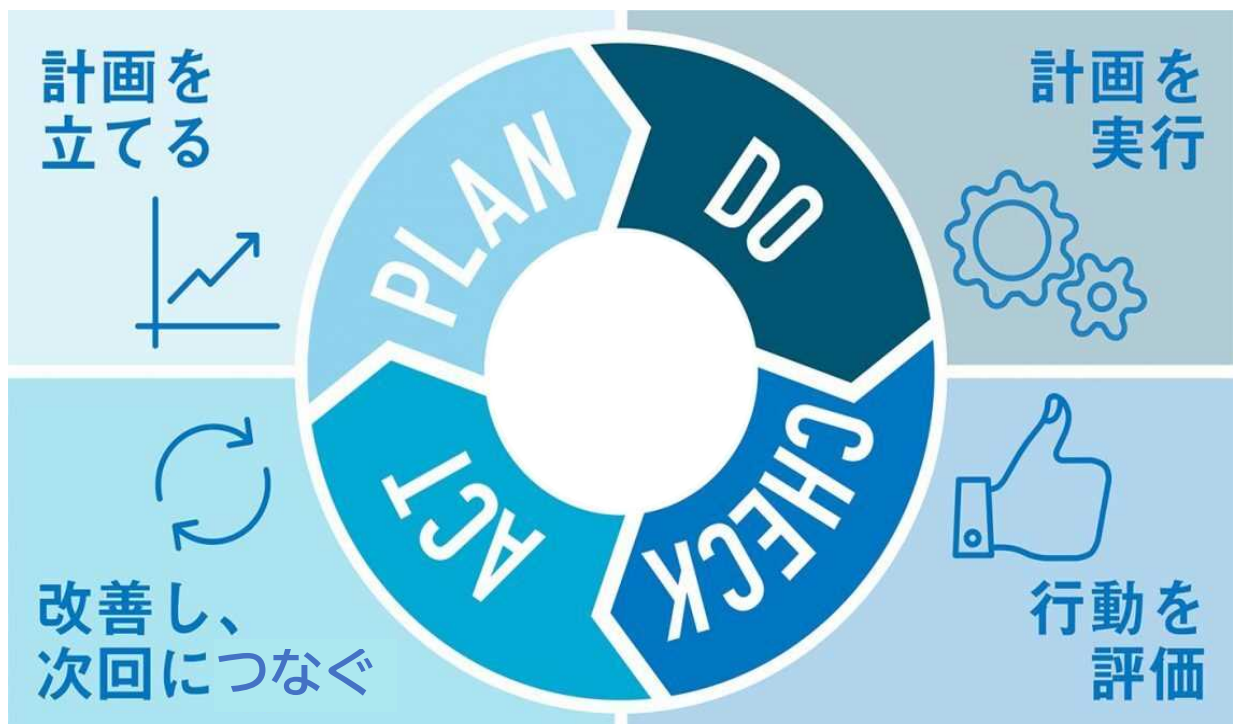 計画を
立てる
PLAN
DO
計画を
実行
CHECK
行動を
評価
ACT
改善し、
次回につなぐ